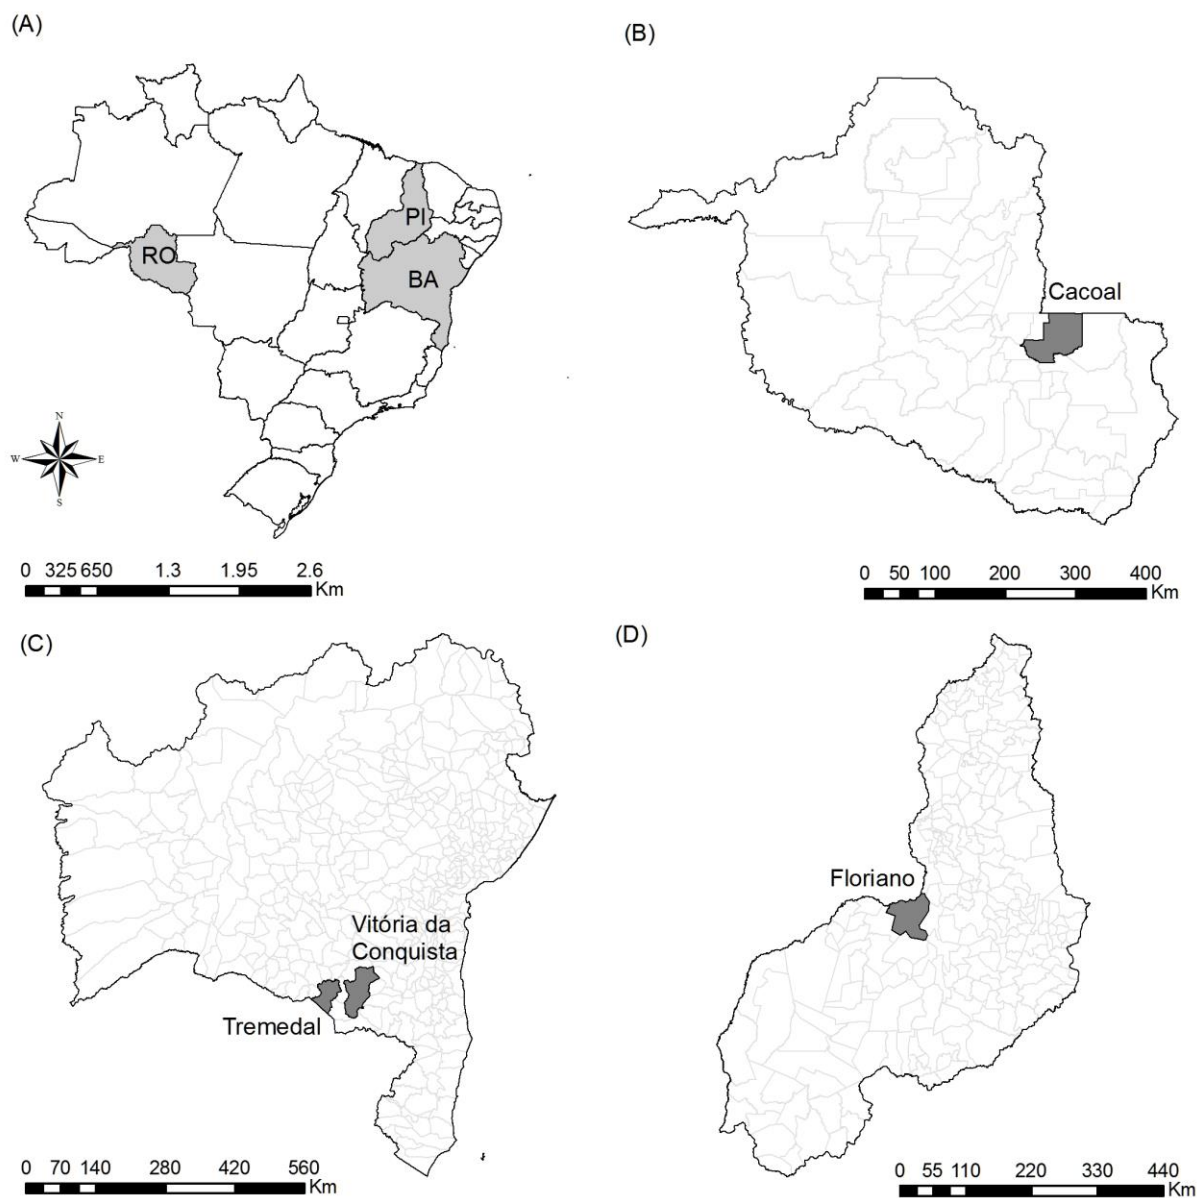 (A)
PI
RO
BA
N
W
E
S
0 325 650 1.3 1.95 2.6
Km
(B)
Cacoal
0 50 100 200 300 400
Km
(C)
Vitória da
Conquista
Tremedal
0 70 140 280 420 560
Km
(D)
Floriano
0 55 110 220 330 440
Km